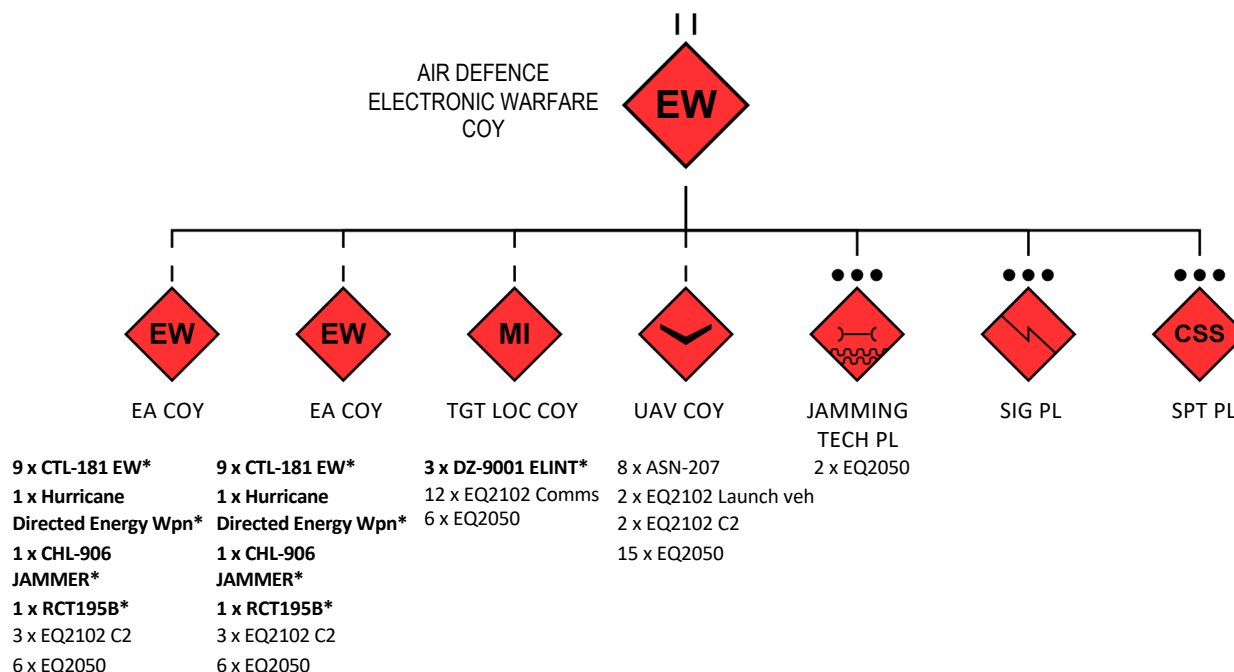 AIR DEFENCE
ELECTRONIC WARFARE
COY
EW
EW
EW
MI
CSS
EA COY
EA COY
TGT LOC COY
UAV COY
JAMMING
TECH PL
SIG PL
SPT PL
9 x CTL-181 EW*
1 x Hurricane
Directed Energy Wpn*
1 x CHL-906
JAMMER*
1 x RCT195B*
3 x EQ2102 C2
6 x EQ2050
9 x CTL-181 EW*
1 x Hurricane
Directed Energy Wpn*
1 x CHL-906
JAMMER*
1 x RCT195B*
3 x EQ2102 C2
6 x EQ2050
3 x DZ-9001 ELINT*
12 x EQ2102 Comms
6 x EQ2050
8 x ASN-207
2 x EQ2102 Launch veh
2 x EQ2102 C2
15 x EQ2050
2 x EQ2050